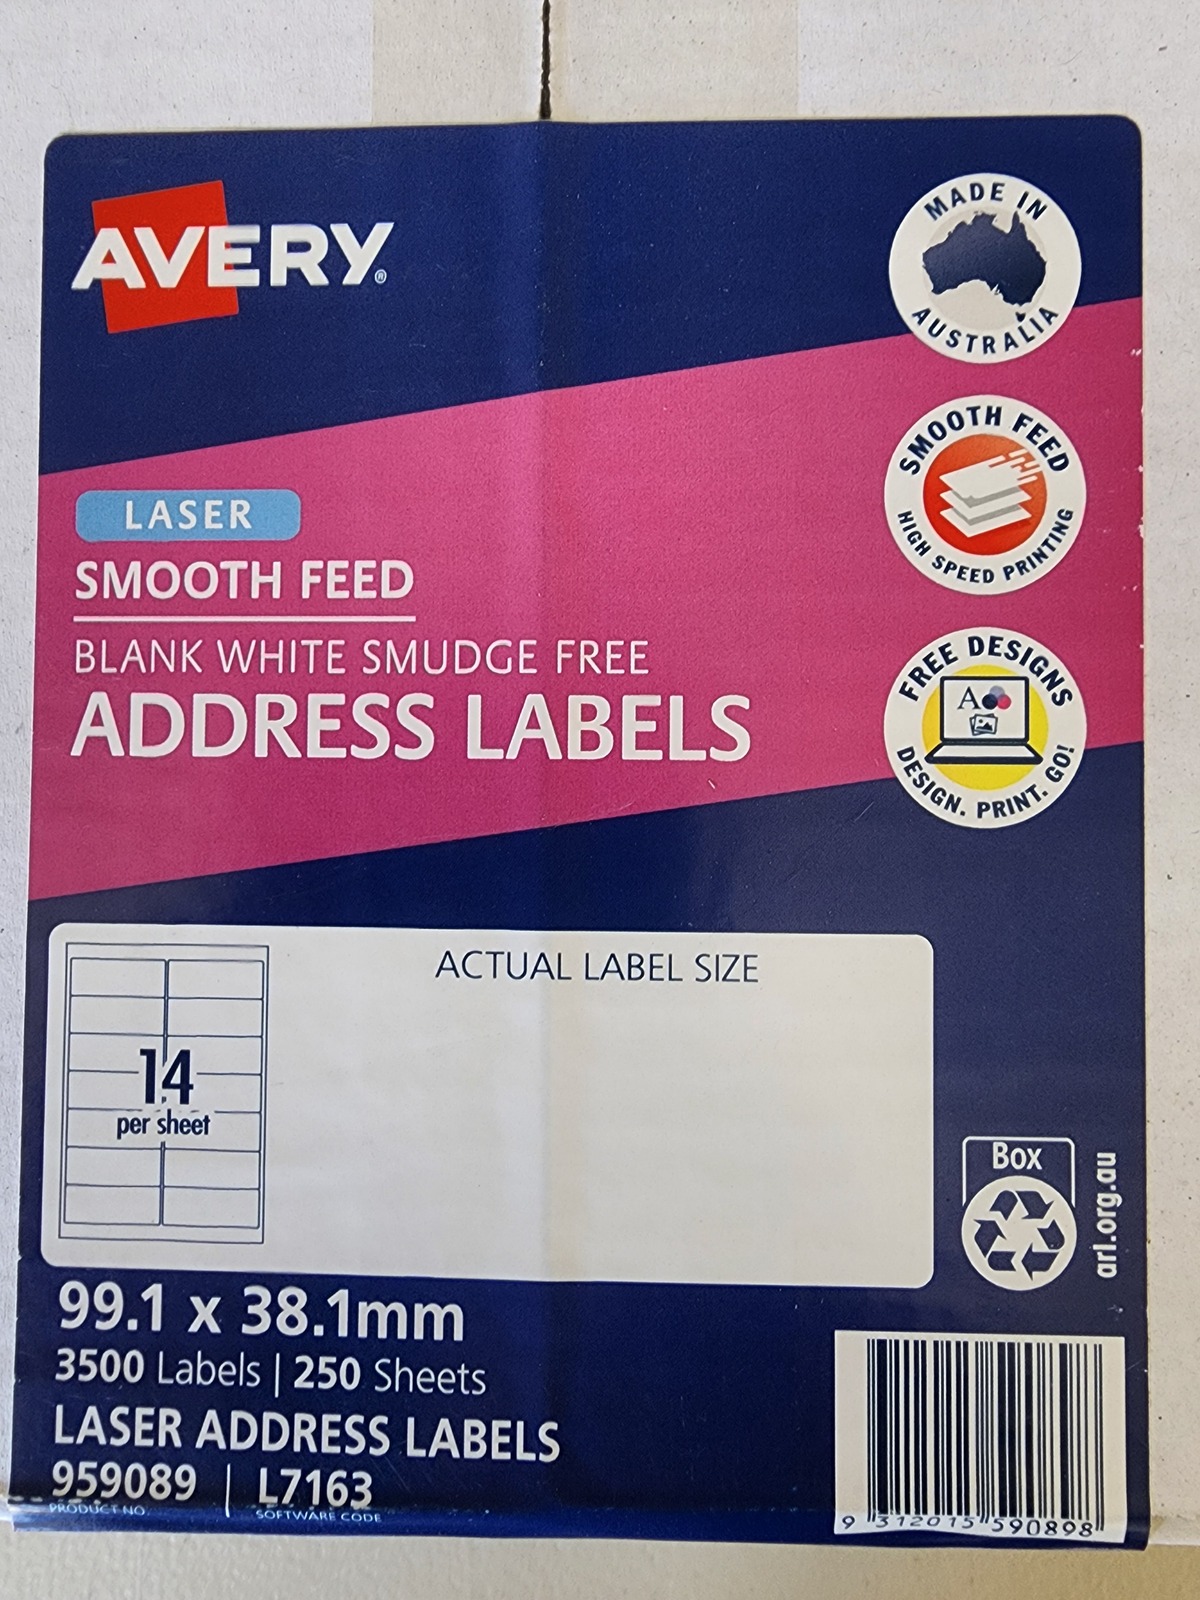 AVERY®
MADE IN
AUSTRALIA
SMOOTH FEED
HIGH SPEED PRINTING
LASER
SMOOTH FEED
BLANK WHITE SMUDGE FREE
ADDRESS LABELS
FREE DESIGNS
A
DESIGN. PRINT. GO!
ACTUAL LABEL SIZE
14
per sheet
Box
arl.org.au
99.1 x 38.1mm
3500 Labels | 250 Sheets
LASER ADDRESS LABELS
959089 | L7163
PRODUCT NO. SOFTWARE CODE
9 312015 590898